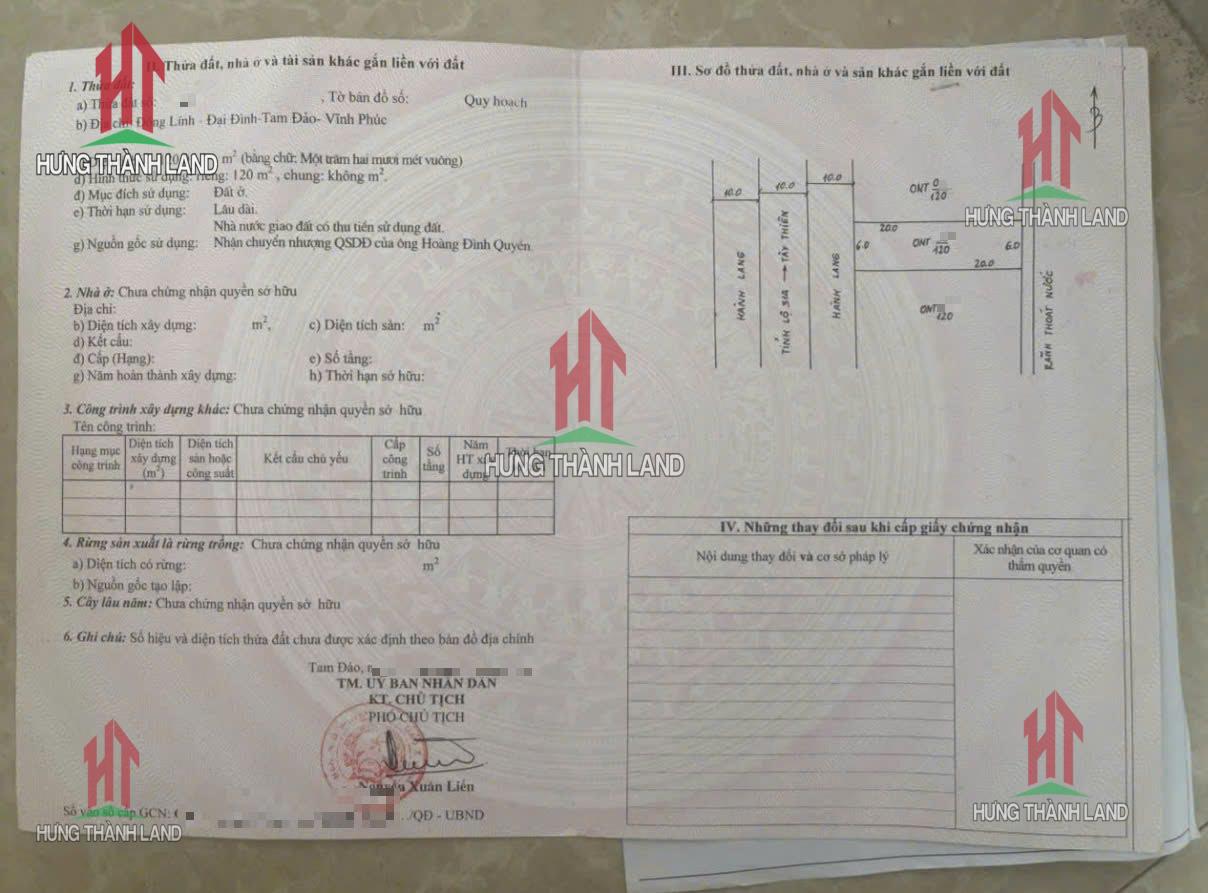 II. Thửa đất, nhà ở và tài sản khác gắn liền với đất
1. Thửa đất:
a) Thửa đất số: , Tờ bản đồ số: Quy hoạch
b) Địa chỉ: Đồng Lính - Đại Đình-Tam Đảo- Vĩnh Phúc
m² (bằng chữ: Một trăm hai mươi mét vuông)
d) Hình thức sử dụng: riêng: 120 m² , chung: không m².
đ) Mục đích sử dụng: Đất ở.
e) Thời hạn sử dụng: Lâu dài.
Nhà nước giao đất có thu tiền sử dụng đất.
g) Nguồn gốc sử dụng: Nhận chuyển nhượng QSDĐ của ông Hoàng Đình Quyến.
2. Nhà ở: Chưa chứng nhận quyền sở hữu
Địa chỉ:
b) Diện tích xây dựng: m², c) Diện tích sàn: m²
d) Kết cấu:
đ) Cấp (Hạng): e) Số tầng:
g) Năm hoàn thành xây dựng: h) Thời hạn sở hữu:
3. Công trình xây dựng khác: Chưa chứng nhận quyền sở hữu
Tên công trình:
Hạng mục công trình
Diện tích xây dựng (m²)
Diện tích sàn hoặc công suất
Kết cấu chủ yếu
Cấp công trình
Số tầng
Năm HT xây dựng
Thời hạn
4. Rừng sản xuất là rừng trồng: Chưa chứng nhận quyền sở hữu
a) Diện tích có rừng: m²
b) Nguồn gốc tạo lập:
5. Cây lâu năm: Chưa chứng nhận quyền sở hữu
6. Ghi chú: Số hiệu và diện tích thửa đất chưa được xác định theo bản đồ địa chính
Tam Đảo,
TM. ỦY BAN NHÂN DÂN
KT. CHỦ TỊCH
PHÓ CHỦ TỊCH
Nguyễn Xuân Liên
Số vào sổ cấp GCN: /QĐ - UBND
III. Sơ đồ thửa đất, nhà ở và sản khác gắn liền với đất
B
10.0
10.0
10.0
HÀNH LANG
TỈNH LỘ 314 → TÂY THIÊN
HÀNH LANG
ONT 0/120
20.0
6.0
ONT 120
6.0
20.0
ONT 120
RÃNH THOÁT NƯỚC
IV. Những thay đổi sau khi cấp giấy chứng nhận
Nội dung thay đổi và cơ sở pháp lý
Xác nhận của cơ quan có thẩm quyền
HT
HƯNG THÀNH LAND
HT
HƯNG THÀNH LAND
HT
HƯNG THÀNH LAND
HT
HƯNG THÀNH LAND
HT
HƯNG THÀNH LAND